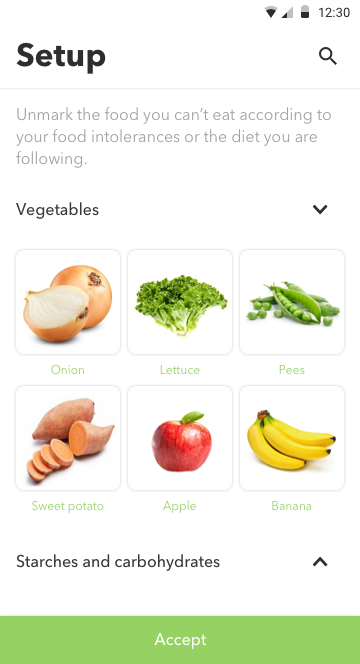 12:30
Setup
Unmark the food you can’t eat according to
your food intolerances or the diet you are
following.
Vegetables
Onion
Lettuce
Pees
Sweet potato
Apple
Banana
Starches and carbohydrates
Accept